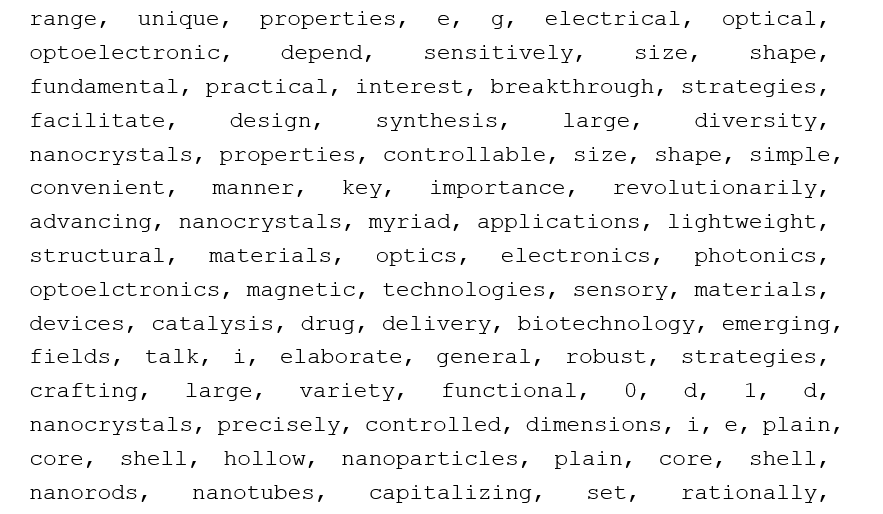 range, unique, properties, e, g, electrical, optical,
optoelectronic, depend, sensitively, size, shape,
fundamental, practical, interest, breakthrough, strategies,
facilitate, design, synthesis, large, diversity,
nanocrystals, properties, controllable, size, shape, simple,
convenient, manner, key, importance, revolutionarily,
advancing, nanocrystals, myriad, applications, lightweight,
structural, materials, optics, electronics, photonics,
optoelctronics, magnetic, technologies, sensory, materials,
devices, catalysis, drug, delivery, biotechnology, emerging,
fields, talk, i, elaborate, general, robust, strategies,
crafting, large, variety, functional, 0, d, 1, d,
nanocrystals, precisely, controlled, dimensions, i, e, plain,
core, shell, hollow, nanoparticles, plain, core, shell,
nanorods, nanotubes, capitalizing, set, rationally,